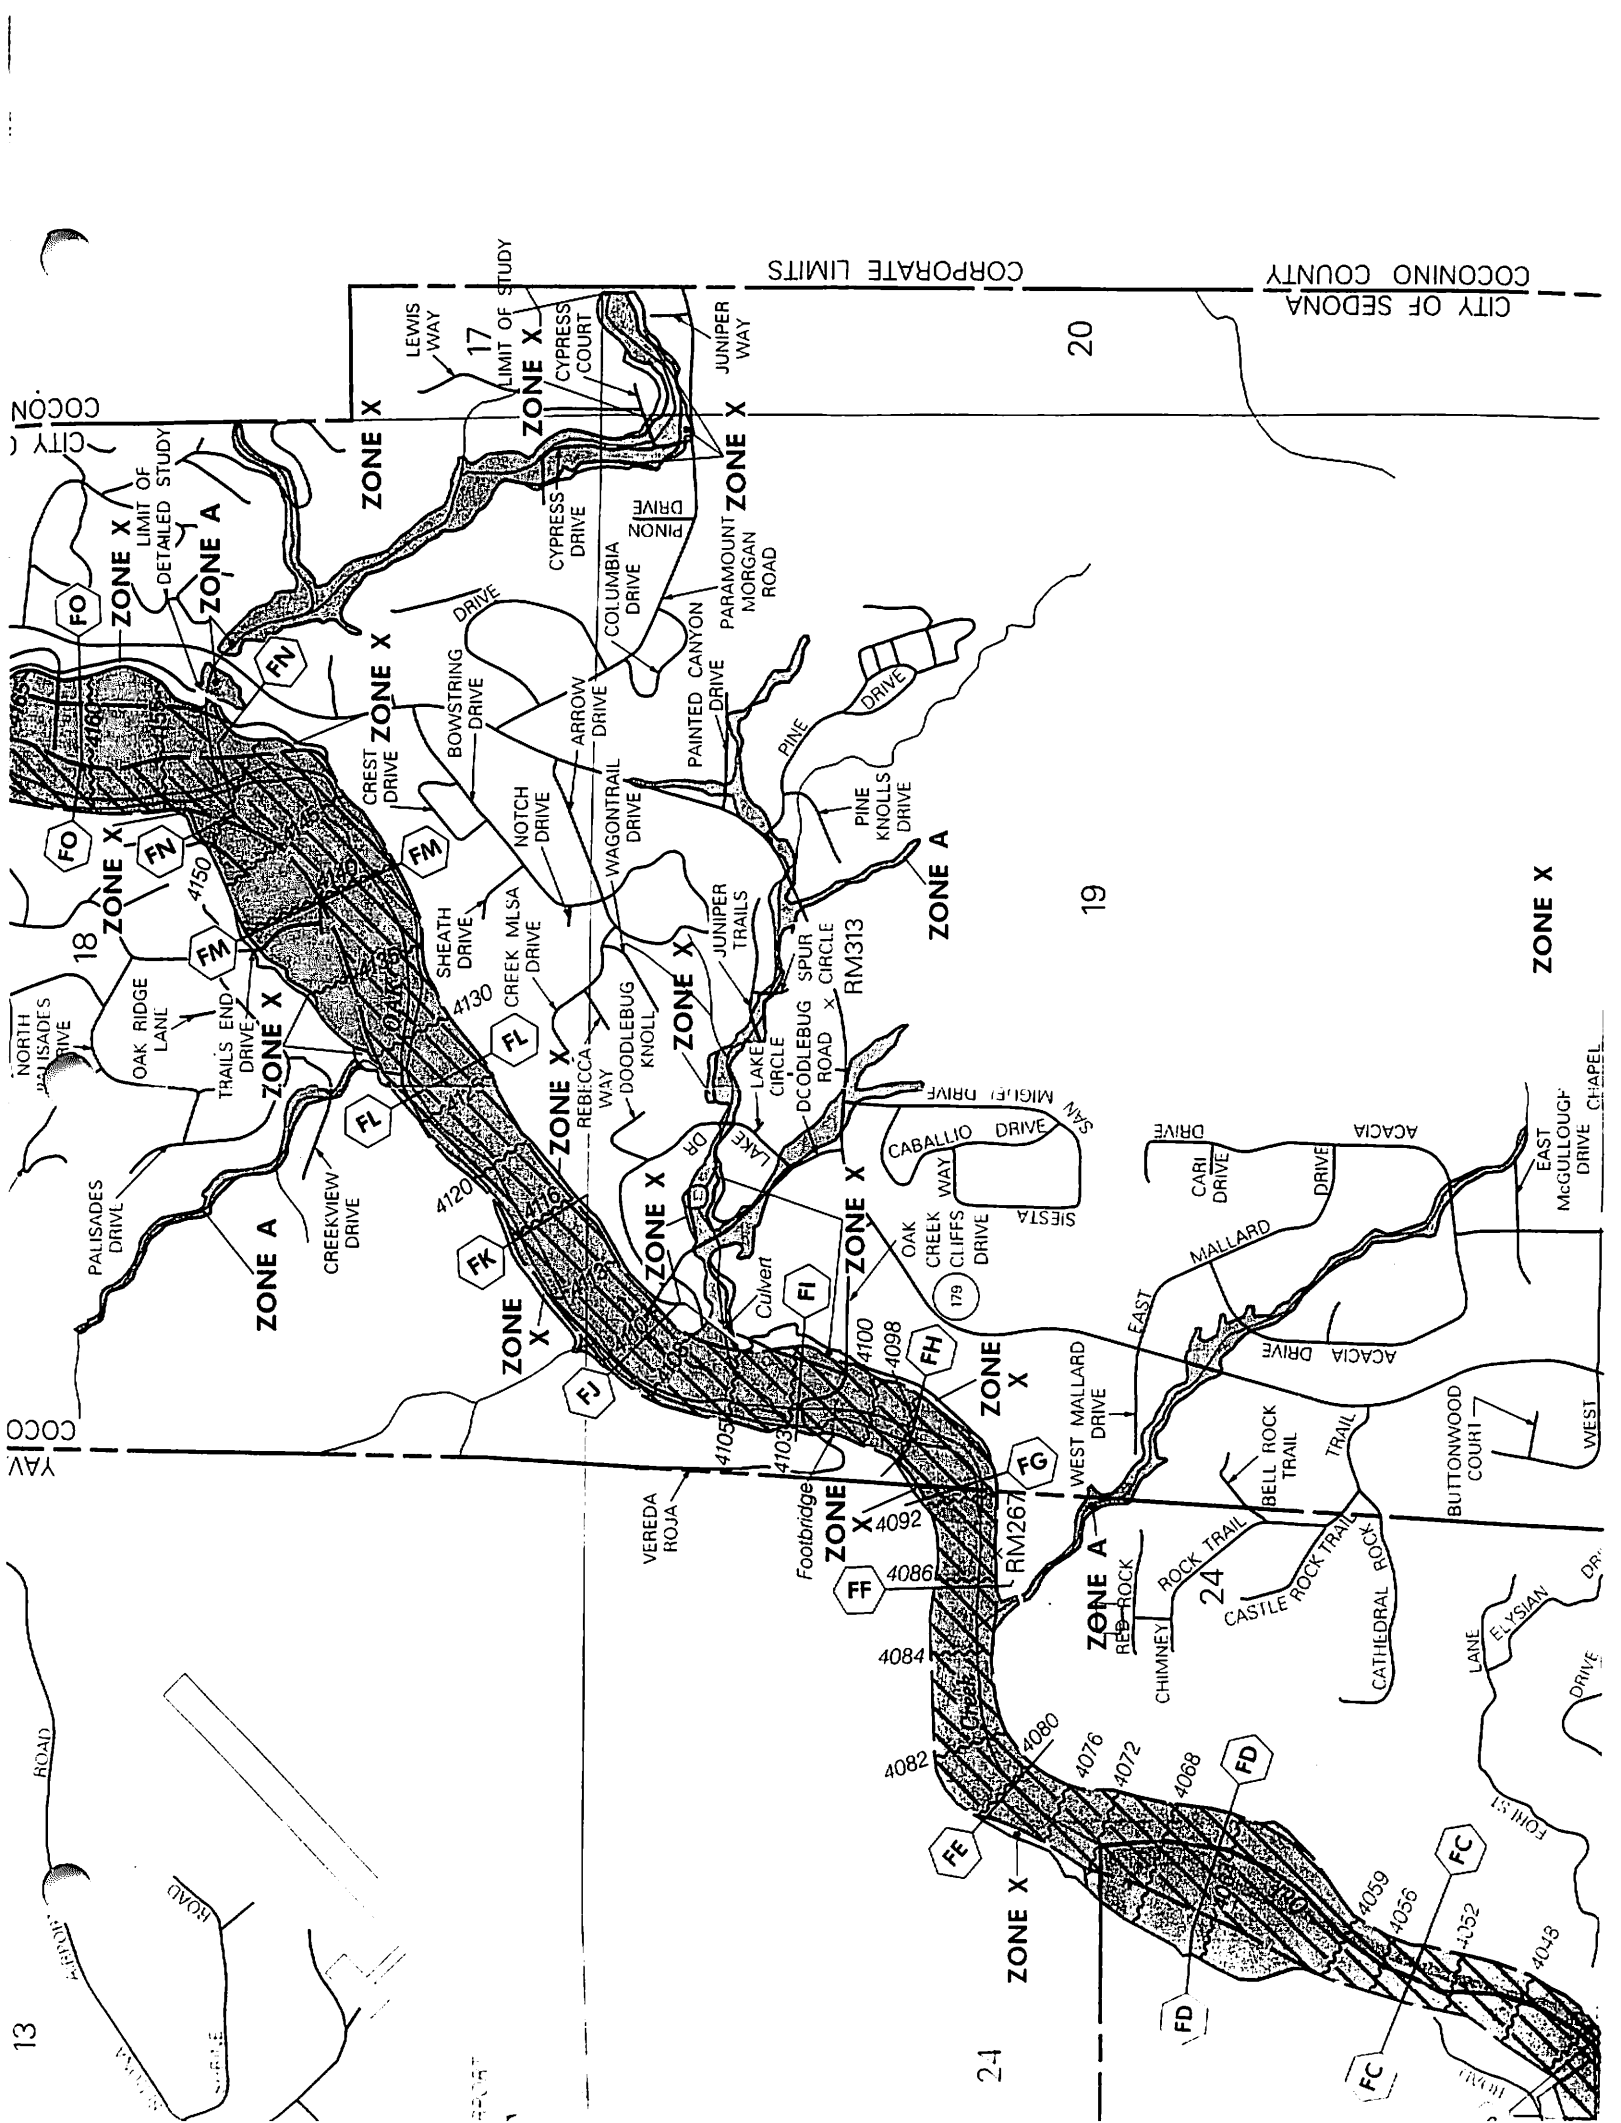 CITY OF SEDONA
COCONINO COUNTY
CORPORATE LIMITS
17
LIMIT OF STUDY
LEWIS
WAY
ZONE X
CYPRESS
COURT
JUNIPER
WAY
20
COCON
CITY
LIMIT OF
DETAILED STUDY
ZONE X
ZONE A
ZONE X
ZONE X
CYPRESS
DRIVE
PINON
DRIVE
COLUMBIA
DRIVE
PARAMOUNT
MORGAN
ROAD
FO
FN
ZONE X
DRIVE
BOWSTRING
DRIVE
ARROW
DRIVE
PAINTED CANYON
DRIVE
PINE
DRIVE
4160
CREST
DRIVE
NOTCH
DRIVE
WAGONTRAIL
DRIVE
PINE
KNOLLS
DRIVE
ZONE A
FO
FN
ZONE X
4150
FM
4140
FM
18
SHEATH
DRIVE
CREEK MLSA
DRIVE
JUNIPER
TRAILS
SPUR
CIRCLE
RM313
19
ZONE X
NORTH
PALISADES
DRIVE
OAK RIDGE
LANE
TRAILS END
DRIVE
ZONE X
OAK
4130
FL
FL
REBECCA
WAY
DOODLEBUG
KNOLL
ZONE X
ZONE X
LAKE
CIRCLE
DOODLEBUG
ROAD
SAN
MIGUEL DRIVE
CABALLO DRIVE
WAY
SIESTA
PALISADES
DRIVE
ZONE A
CREEKVIEW
DRIVE
4120
4116
FK
ZONE X
LAKE
DR
ZONE X
OAK
CREEK
CLIFFS
DRIVE
179
ACACIA
DRIVE
CARI
DRIVE
DRIVE
MALLARD
EAST
EAST
McGULLOUGH
DRIVE
CHAPEL
ACACIA DRIVE
ZONE
X
FJ
Culvert
FI
4100
4098
FH
ZONE
X
4105
4103
Footbridge
YAV
COCO
VEREDA
ROJA
ZONE
X
4092
FG
RM267
WEST MALLARD
DRIVE
BELL ROCK
TRAIL
TRAIL
BUTTONWOOD
COURT
WEST
FF
4086
ZONE A
RED ROCK
CHIMNEY
ROCK TRAIL
24
CASTLE ROCK TRAIL
CATHEDRAL ROCK
4084
Creek
4082
4080
4076
4072
4068
FD
FE
ZONE X
LANE
ELYSIAN
DRIVE
FD
FC
4059
4056
4052
4048
FC
24
ROAD
ROAD
13